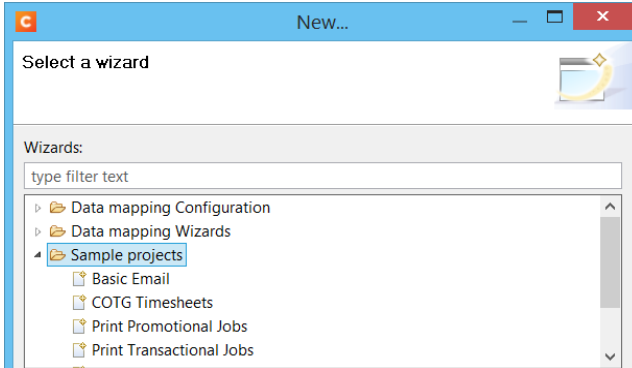 C
New...
Select a wizard
Wizards:
type filter text
Data mapping Configuration
Data mapping Wizards
Sample projects
Basic Email
COTG Timesheets
Print Promotional Jobs
Print Transactional Jobs